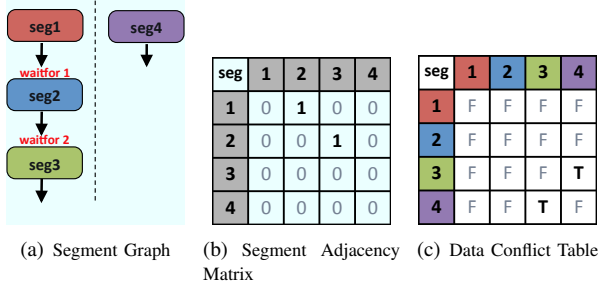 seg1
seg4
waitfor 1
seg2
waitfor 2
seg3
seg 1 2 3 4
1 0 1 0 0
2 0 0 1 0
3 0 0 0 0
4 0 0 0 0
seg 1 2 3 4
1 F F F F
2 F F F F
3 F F F T
4 F F T F
(a) Segment Graph
(b) Segment Adjacency
Matrix
(c) Data Conflict Table